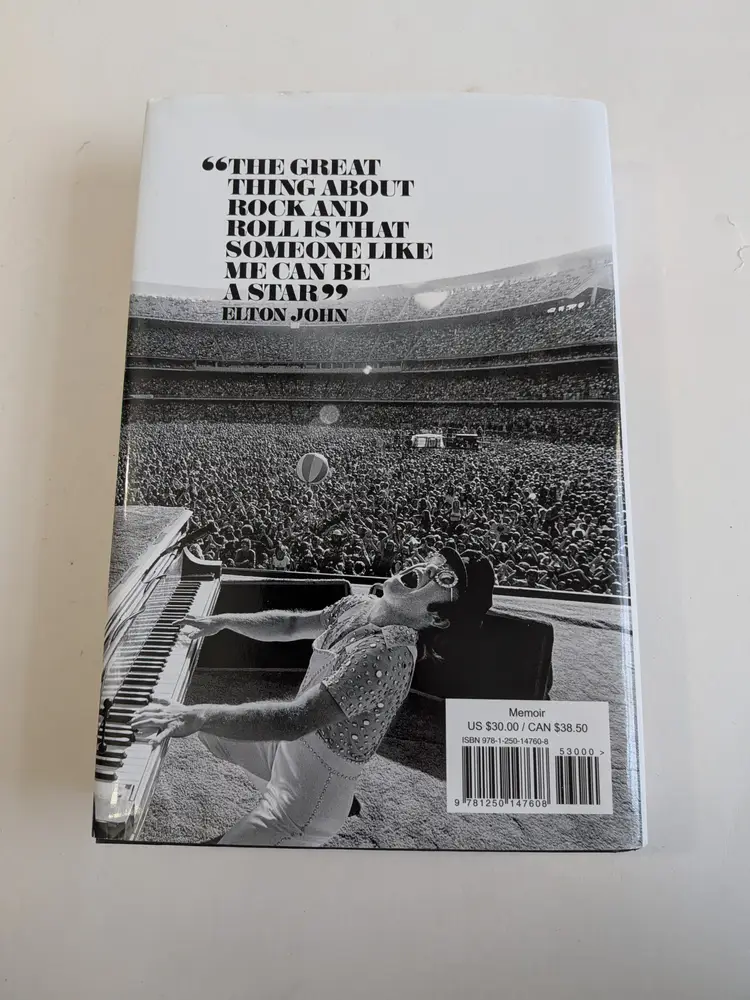 “THE GREAT
THING ABOUT
ROCK AND
ROLL IS THAT
SOMEONE LIKE
ME CAN BE
A STAR”
ELTON JOHN
Memoir
US $30.00 / CAN $38.50
ISBN 978-1-250-14760-8
53000 >
9 781250 147608